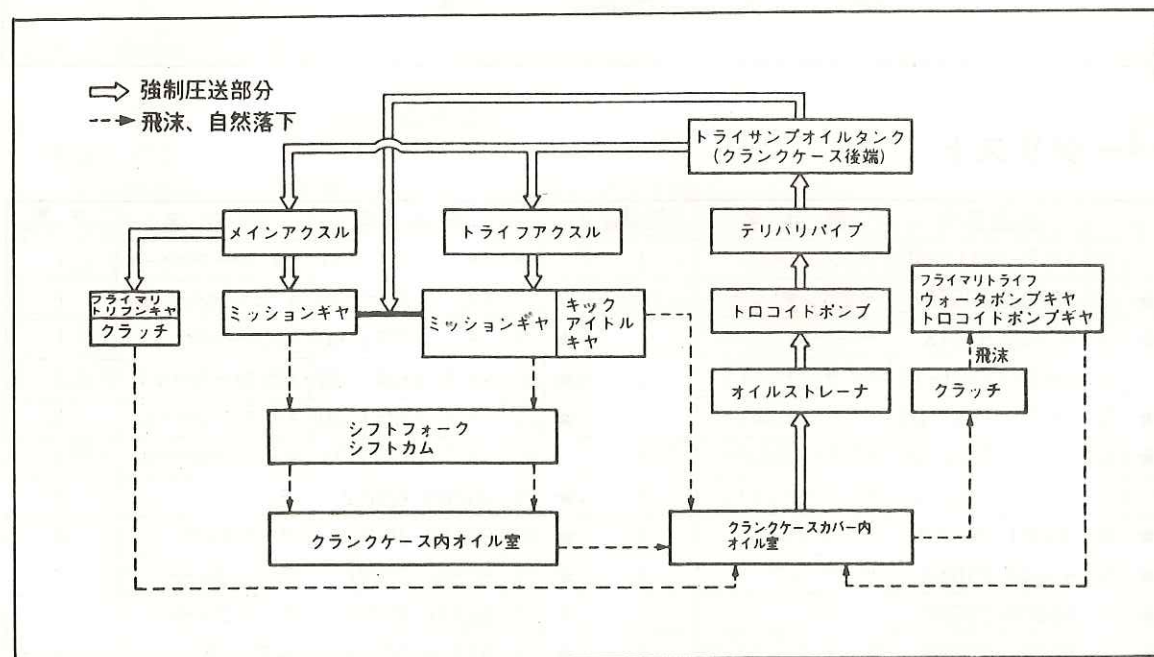 強制圧送部分
飛沫、自然落下
トライサンプオイルタンク
(クランクケース後端)
メインアクスル
トライフアクスル
テリバリパイプ
フライマリ
トリブンキヤ
クラッチ
ミッションギヤ
ミッションギヤ
キック
アイトル
キヤ
トロコイドポンプ
フライマリトライフ
ウォータポンプキヤ
トロコイドポンプギヤ
飛沫
オイルストレーナ
クラッチ
シフトフォーク
シフトカム
クランクケース内オイル室
クランクケースカバー内
オイル室